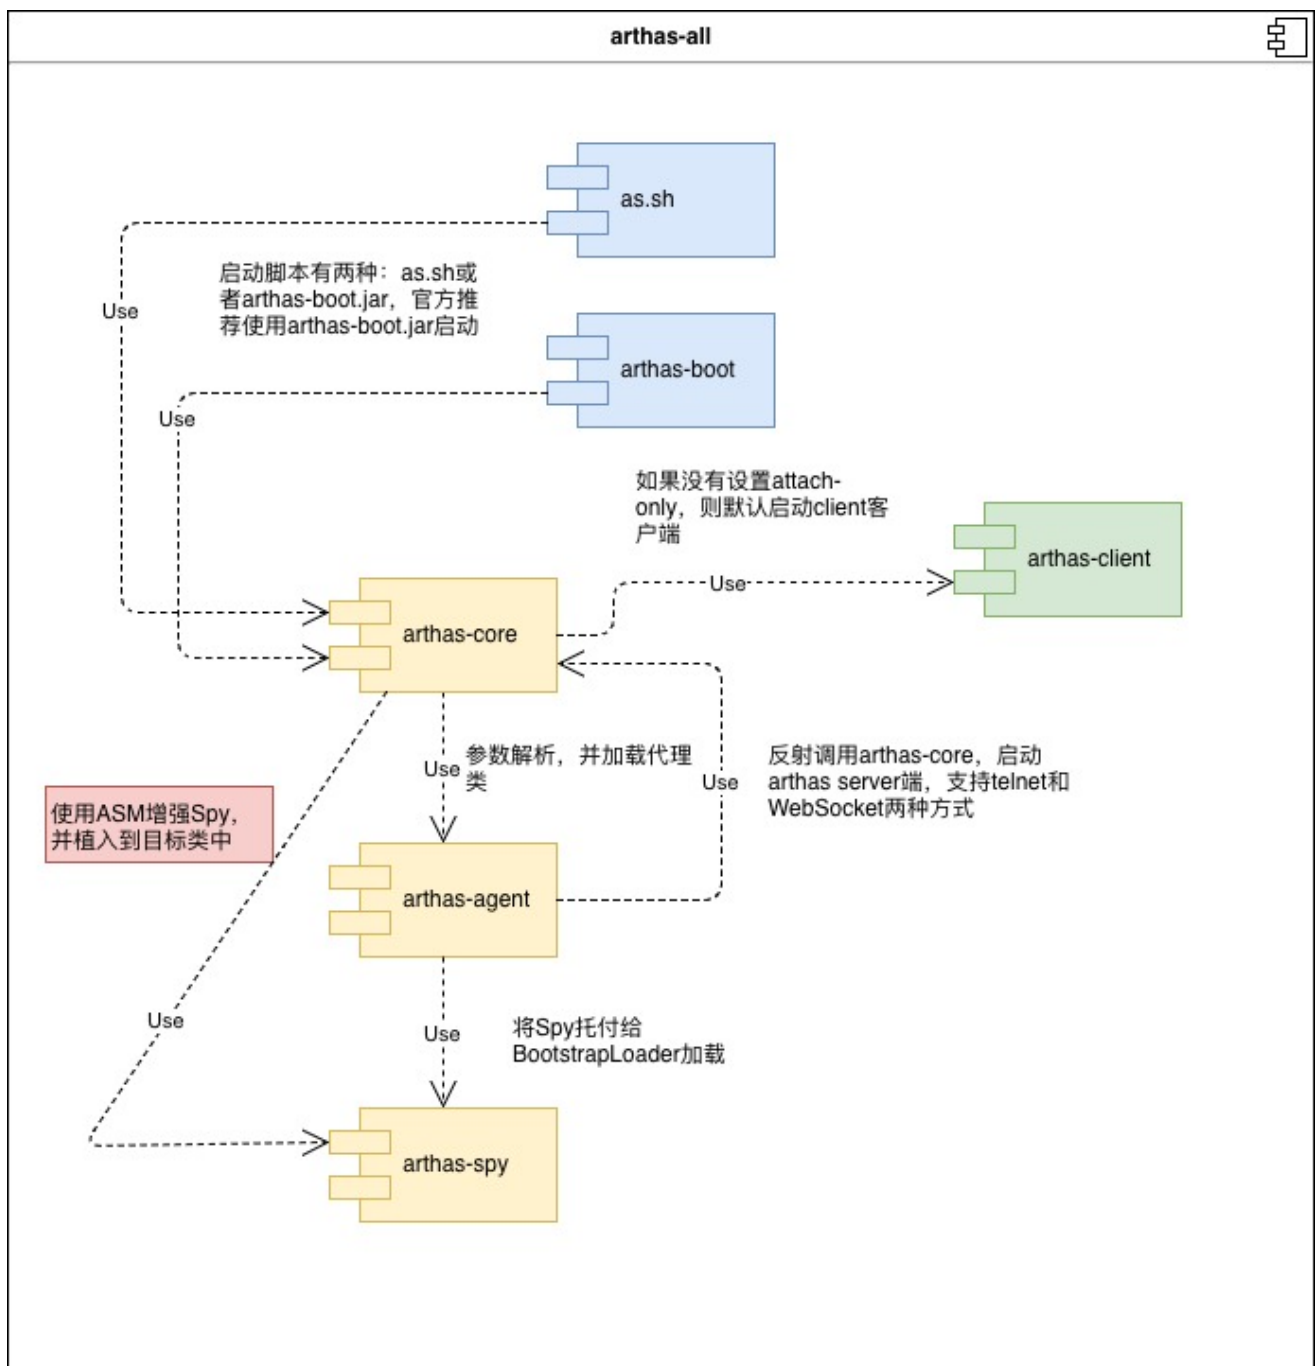 arthas-all
as.sh
启动脚本有两种：as.sh或
者arthas-boot.jar，官方推
荐使用arthas-boot.jar启动
Use
arthas-boot
Use
如果没有设置attach-
only，则默认启动client客
户端
arthas-client
Use
arthas-core
参数解析，并加载代理
类
Use
反射调用arthas-core，启动
arthas server端，支持telnet和
WebSocket两种方式
Use
使用ASM增强Spy，
并植入到目标类中
arthas-agent
Use
Use
将Spy托付给
BootstrapLoader加载
arthas-spy